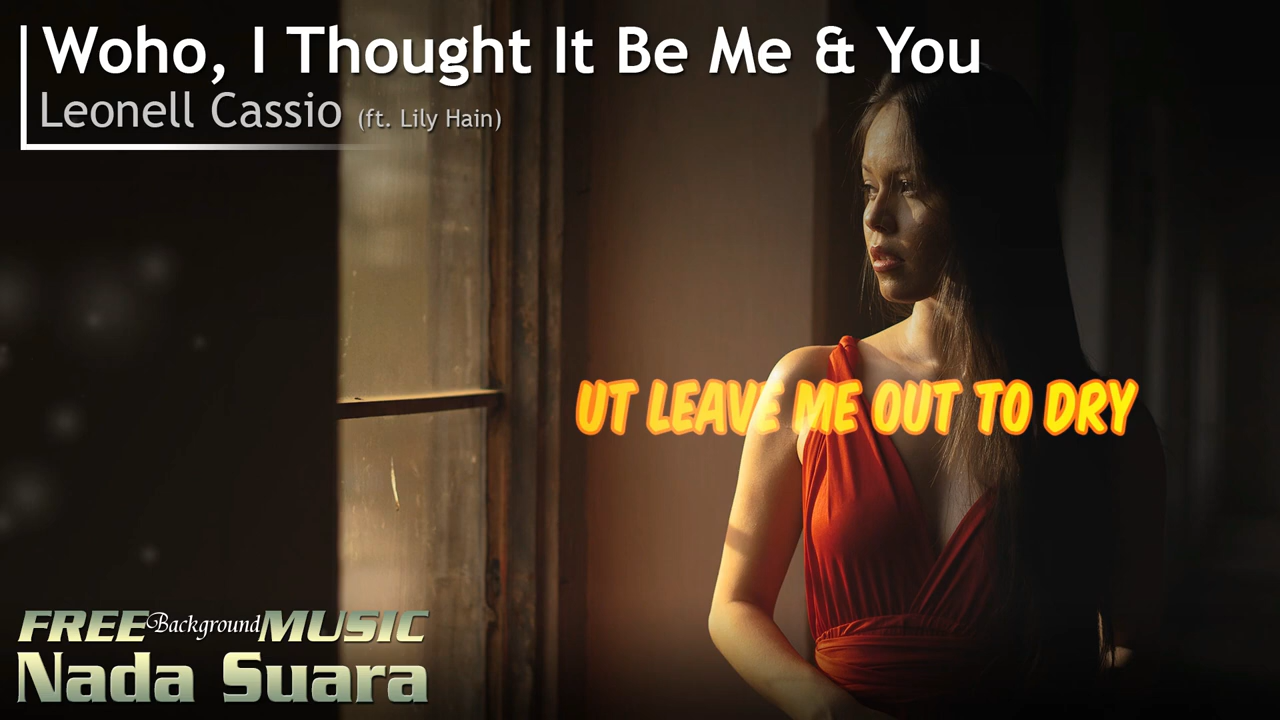 Woho, I Thought It Be Me & You
Leonell Cassio (ft. Lily Hain)
UT LEAVE ME OUT TO DRY
FREE Background MUSIC
Nada Suara